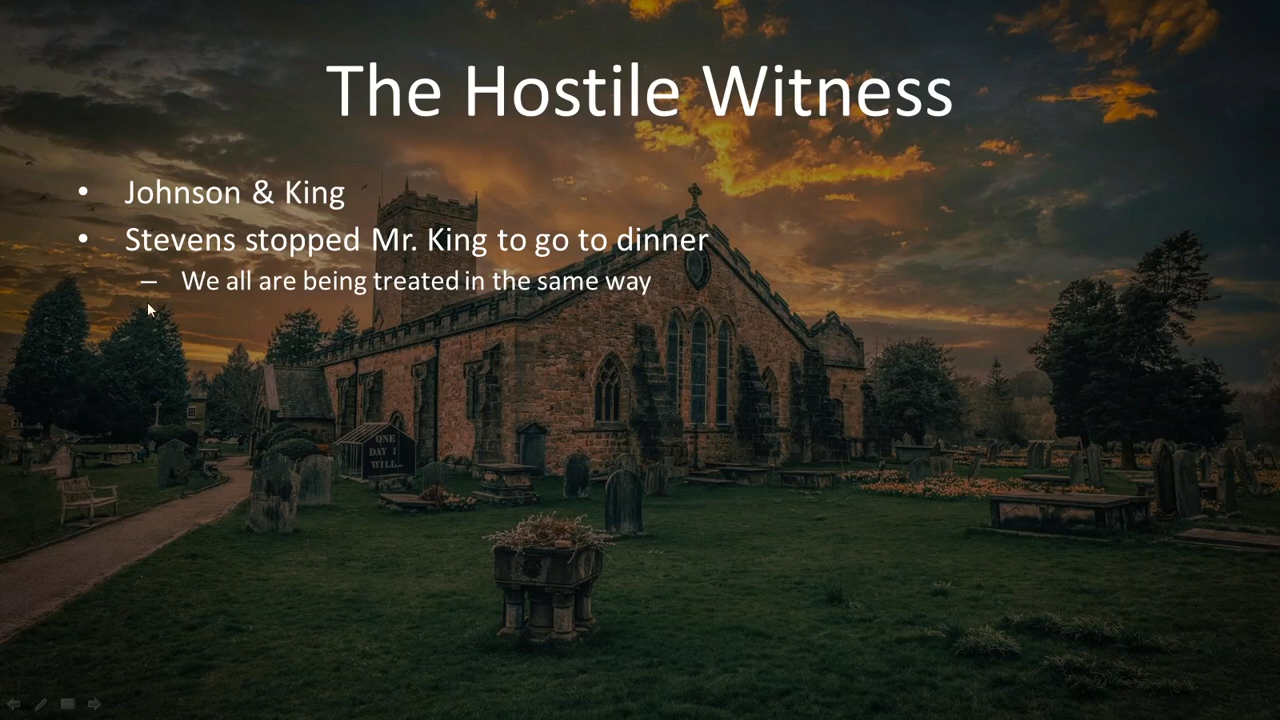 The Hostile Witness
• Johnson & King
• Stevens stopped Mr. King to go to dinner
– We all are being treated in the same way
ONE
DAY I
WILL...